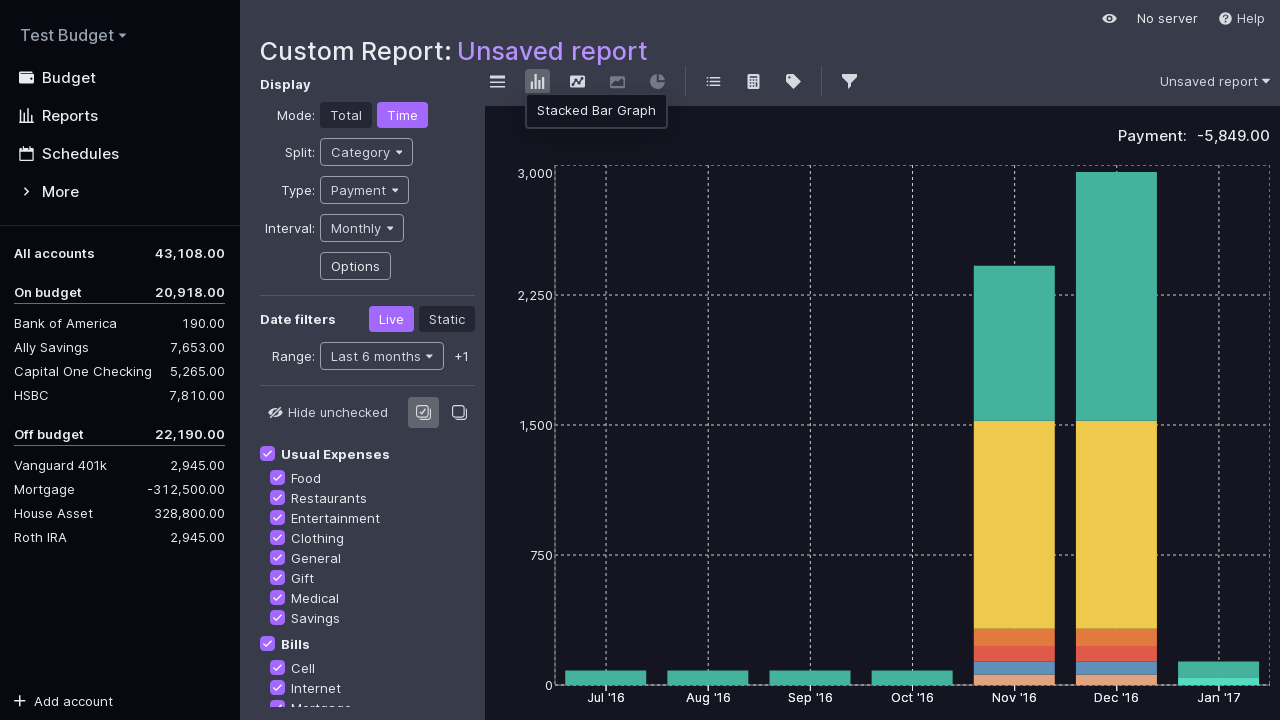 Test Budget
Budget
Reports
Schedules
More
All accounts 43,108.00
On budget 20,918.00
Bank of America 190.00
Ally Savings 7,653.00
Capital One Checking 5,265.00
HSBC 7,810.00
Off budget 22,190.00
Vanguard 401k 2,945.00
Mortgage -312,500.00
House Asset 328,800.00
Roth IRA 2,945.00
Add account
No server Help
Custom Report: Unsaved report
Display
Mode: Total Time
Split: Category
Type: Payment
Interval: Monthly
Options
Date filters Live Static
Range: Last 6 months +1
Hide unchecked
Usual Expenses
Food
Restaurants
Entertainment
Clothing
General
Gift
Medical
Savings
Bills
Cell
Internet
Mortgage
Unsaved report
Stacked Bar Graph
Payment: -5,849.00
3,000
2,250
1,500
750
0
Jul '16 Aug '16 Sep '16 Oct '16 Nov '16 Dec '16 Jan '17